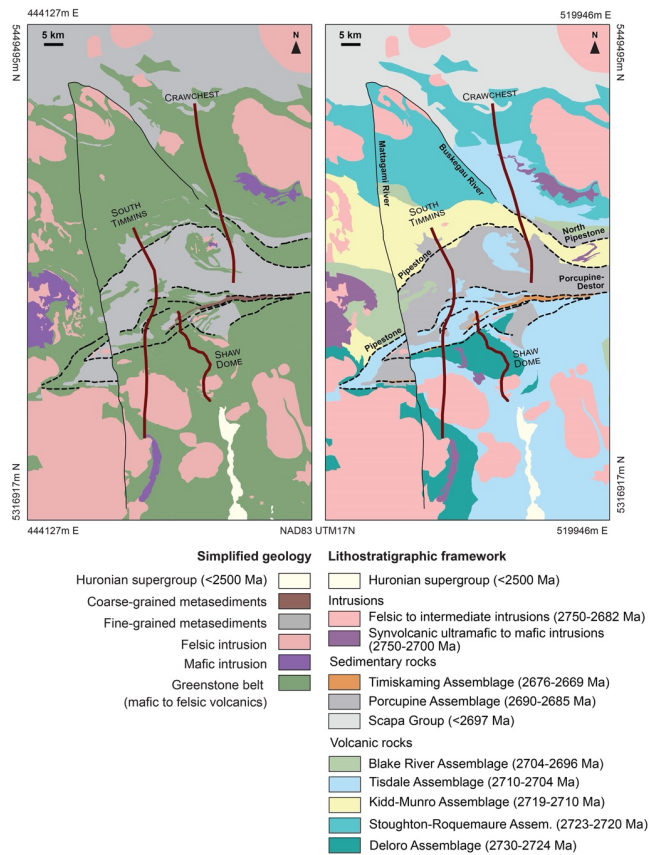 444127m E
519946m E
5 km
N
5 km
N
5449495m N
5449495m N
CRAWCHEST
CRAWCHEST
Mattagami River
Buskegau River
SOUTH
TIMMINS
SOUTH
TIMMINS
North
Pipestone
Pipestone
Porcupine-
Destor
Pipestone
SHAW
DOME
SHAW
DOME
5316917m N
5316917m N
444127m E
NAD83 UTM17N
519946m E
Simplified geology
Huronian supergroup (<2500 Ma)
Coarse-grained metasediments
Fine-grained metasediments
Felsic intrusion
Mafic intrusion
Greenstone belt
(mafic to felsic volcanics)
Lithostratigraphic framework
Huronian supergroup (<2500 Ma)
Intrusions
Felsic to intermediate intrusions (2750-2682 Ma)
Synvolcanic ultramafic to mafic intrusions
(2750-2700 Ma)
Sedimentary rocks
Timiskaming Assemblage (2676-2669 Ma)
Porcupine Assemblage (2690-2685 Ma)
Scapa Group (<2697 Ma)
Volcanic rocks
Blake River Assemblage (2704-2696 Ma)
Tisdale Assemblage (2710-2704 Ma)
Kidd-Munro Assemblage (2719-2710 Ma)
Stoughton-Roquemaure Assem. (2723-2720 Ma)
Deloro Assemblage (2730-2724 Ma)